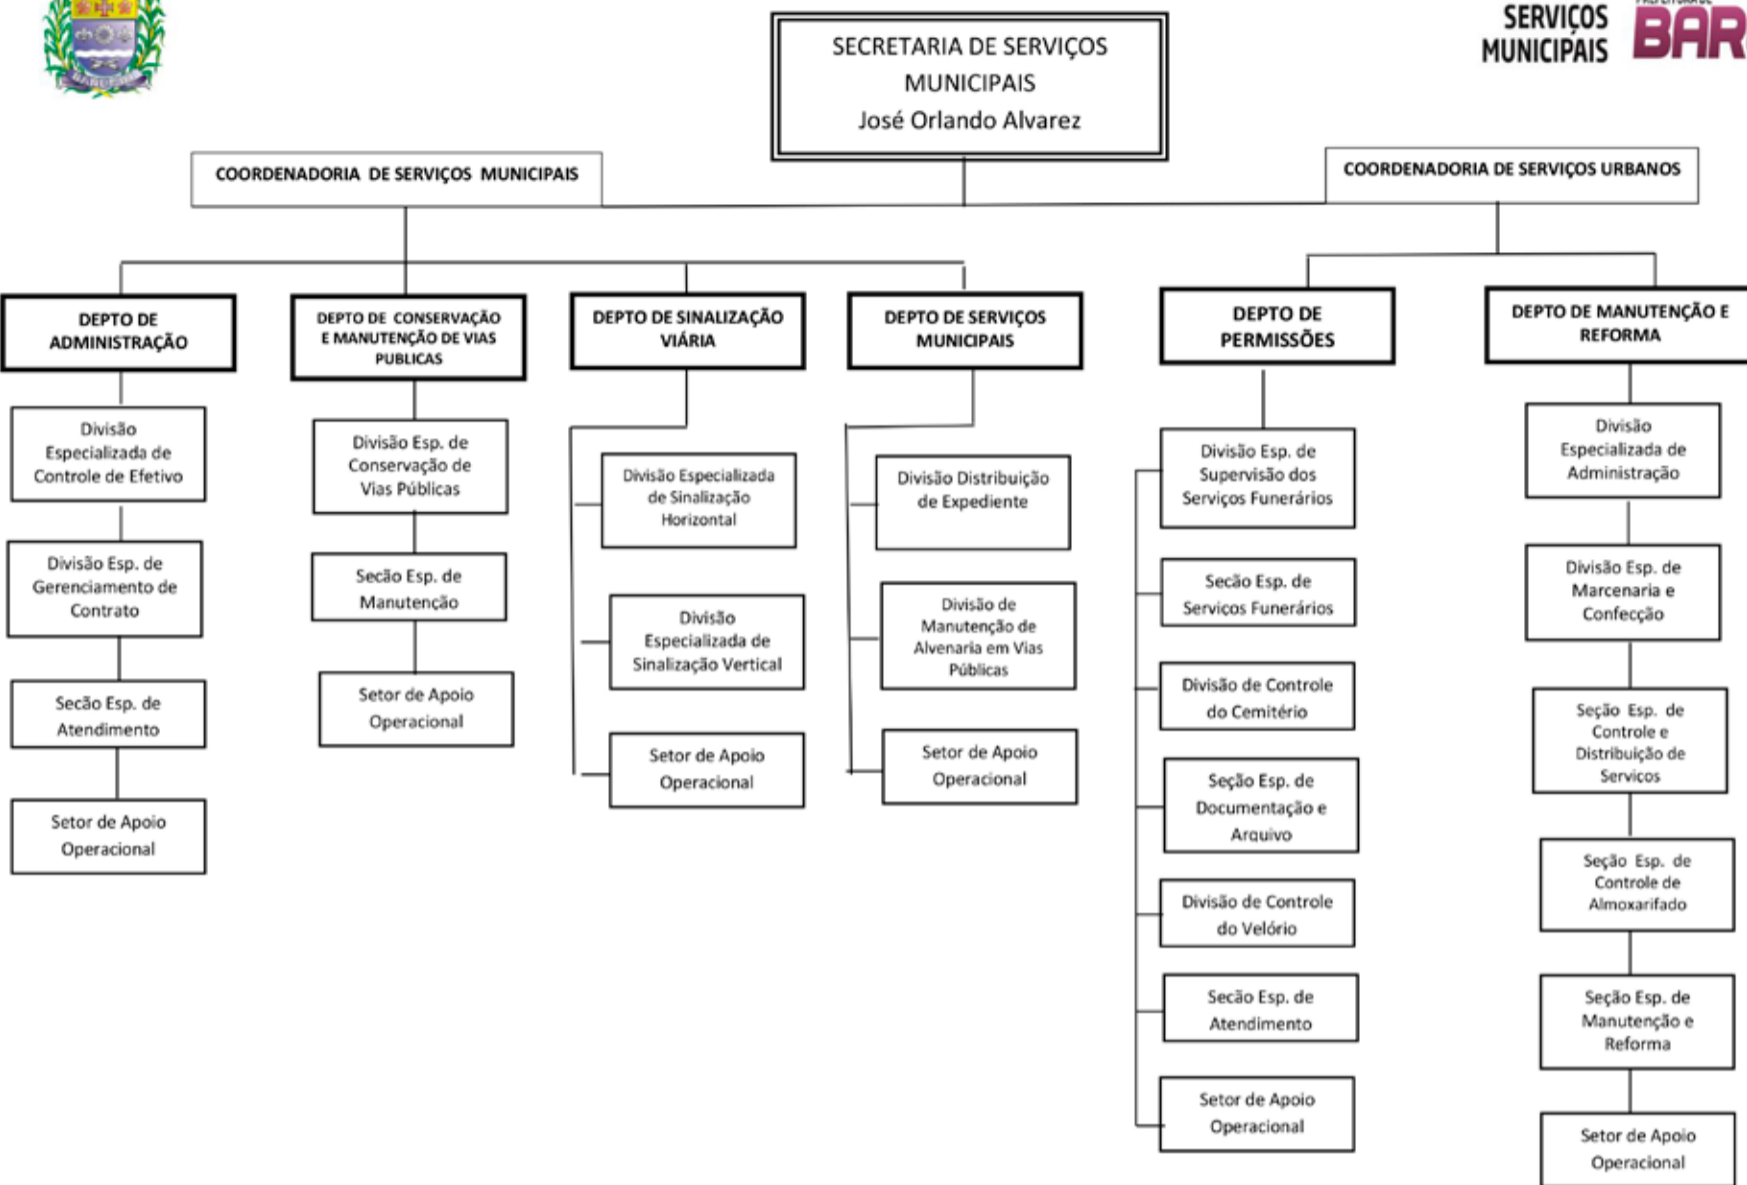 SERVIÇOS
MUNICIPAIS
PREFEITURA DE
BAR
SECRETARIA DE SERVIÇOS
MUNICIPAIS
José Orlando Alvarez
COORDENADORIA DE SERVIÇOS MUNICIPAIS
COORDENADORIA DE SERVIÇOS URBANOS
DEPTO DE
ADMINISTRAÇÃO
Divisão
Especializada de
Controle de Efetivo
Divisão Esp. de
Gerenciamento de
Contrato
Secão Esp. de
Atendimento
Setor de Apoio
Operacional
DEPTO DE CONSERVAÇÃO
E MANUTENÇÃO DE VIAS
PUBLICAS
Divisão Esp. de
Conservação de
Vias Públicas
Secão Esp. de
Manutenção
Setor de Apoio
Operacional
DEPTO DE SINALIZAÇÃO
VIÁRIA
Divisão Especializada
de Sinalização
Horizontal
Divisão
Especializada de
Sinalização Vertical
Setor de Apoio
Operacional
DEPTO DE SERVIÇOS
MUNICIPAIS
Divisão Distribuição
de Expediente
Divisão de
Manutenção de
Alvenaria em Vias
Públicas
Setor de Apoio
Operacional
DEPTO DE
PERMISSÕES
Divisão Esp. de
Supervisão dos
Serviços Funerários
Secão Esp. de
Serviços Funerários
Divisão de Controle
do Cemitério
Seção Esp. de
Documentação e
Arquivo
Divisão de Controle
do Velório
Secão Esp. de
Atendimento
Setor de Apoio
Operacional
DEPTO DE MANUTENÇÃO E
REFORMA
Divisão
Especializada de
Administração
Divisão Esp. de
Marcenaria e
Confecção
Seção Esp. de
Controle e
Distribuição de
Servicos
Seção Esp. de
Controle de
Almoxarifado
Seção Esp. de
Manutenção e
Reforma
Setor de Apoio
Operacional